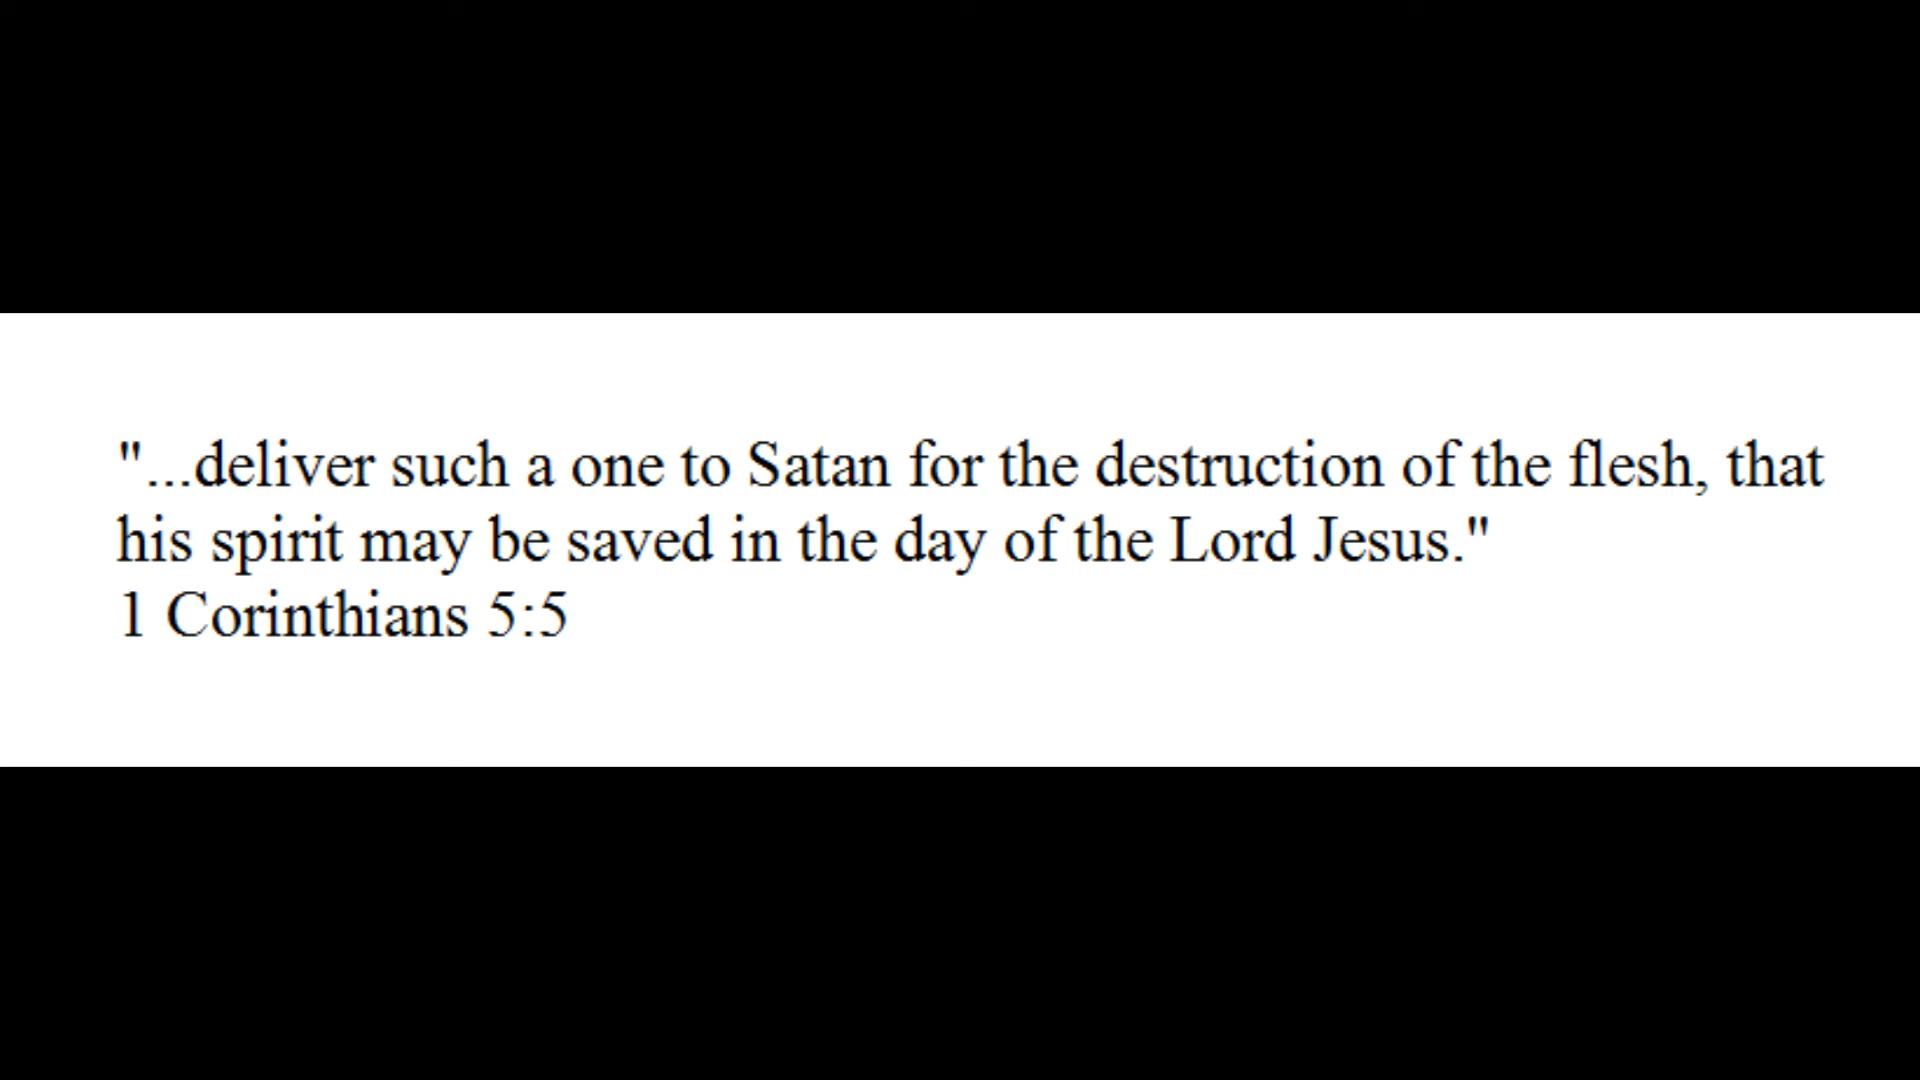 "...deliver such a one to Satan for the destruction of the flesh, that
his spirit may be saved in the day of the Lord Jesus."
1 Corinthians 5:5